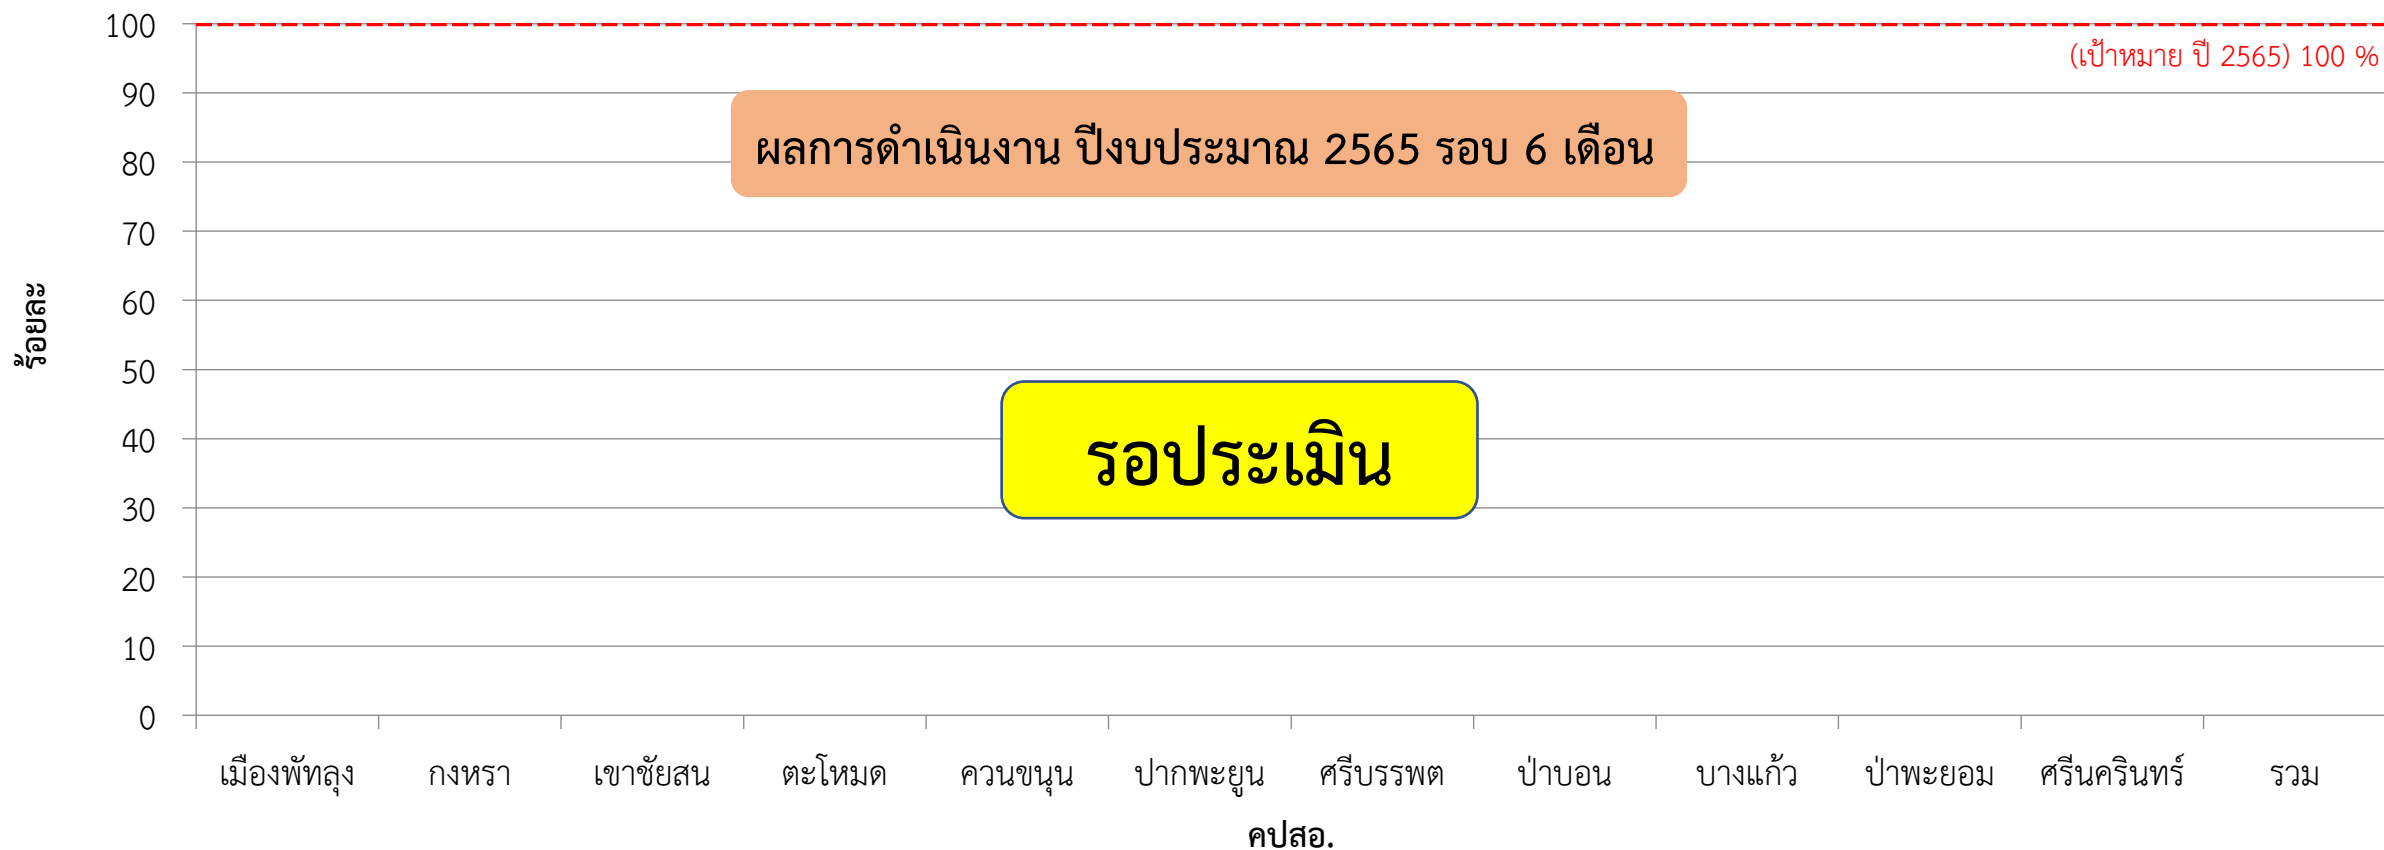 100
(เป้าหมาย ปี 2565) 100 %
90
ผลการดำเนินงาน ปีงบประมาณ 2565 รอบ 6 เดือน
80
70
60
ร้อยละ
50
40
รอประเมิน
30
20
10
0
เมืองพัทลุง กงหรา เขาชัยสน ตะโหมด ควนขนุน ปากพะยูน ศรีบรรพต ป่าบอน บางแก้ว ป่าพะยอม ศรีนครินทร์ รวม
คปสอ.